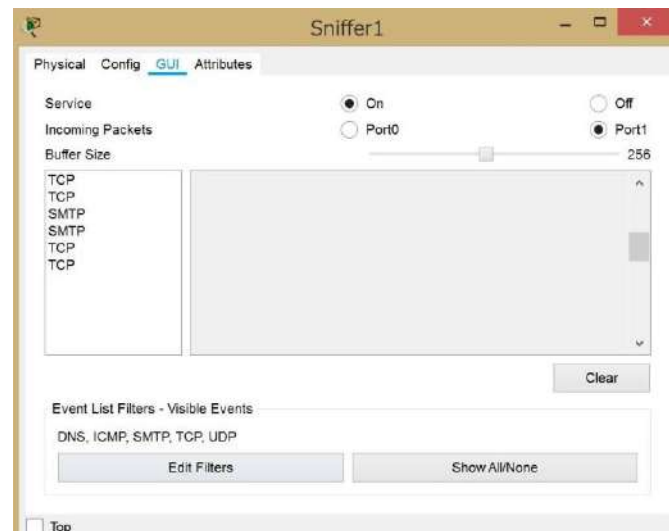 Sniffer1
Physical Config GUI Attributes
Service On Off
Incoming Packets Port0 Port1
Buffer Size 256
TCP
TCP
SMTP
SMTP
TCP
TCP
Clear
Event List Filters - Visible Events
DNS, ICMP, SMTP, TCP, UDP
Edit Filters Show All/None
Top